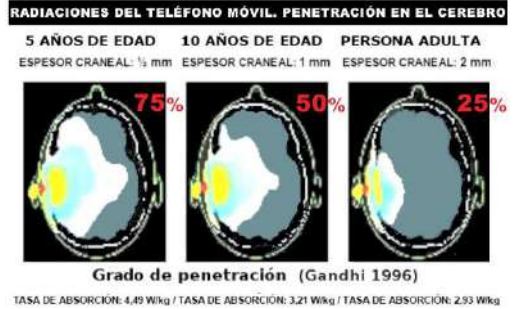 RADIACIONES DEL TELÉFONO MÓVIL. PENETRACIÓN EN EL CEREBRO
5 AÑOS DE EDAD 10 AÑOS DE EDAD PERSONA ADULTA
ESPESOR CRANEAL: ½ mm ESPESOR CRANEAL: 1 mm ESPESOR CRANEAL: 2 mm
75% 50% 25%
Grado de penetración (Gandhi 1996)
TASA DE ABSORCIÓN: 4,49 W/kg / TASA DE ABSORCIÓN: 3,21 W/kg / TASA DE ABSORCIÓN: 2,93 W/kg